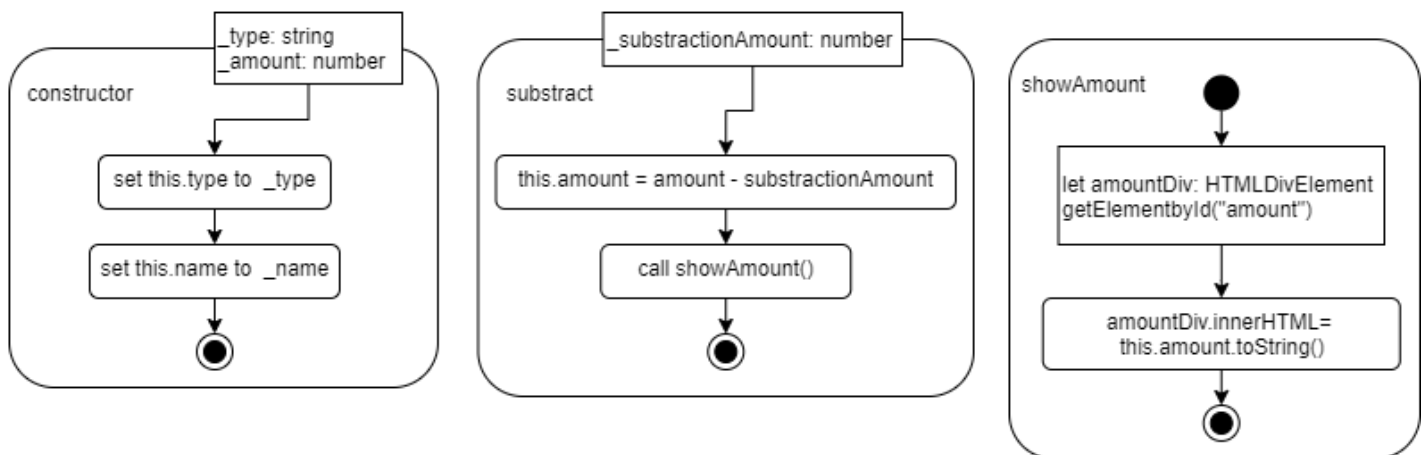 _type: string
_amount: number
constructor
set this.type to _type
set this.name to _name
_substractionAmount: number
substract
this.amount = amount - substractionAmount
call showAmount()
showAmount
let amountDiv: HTMLDivElement
getElementbyId("amount")
amountDiv.innerHTML=
this.amount.toString()